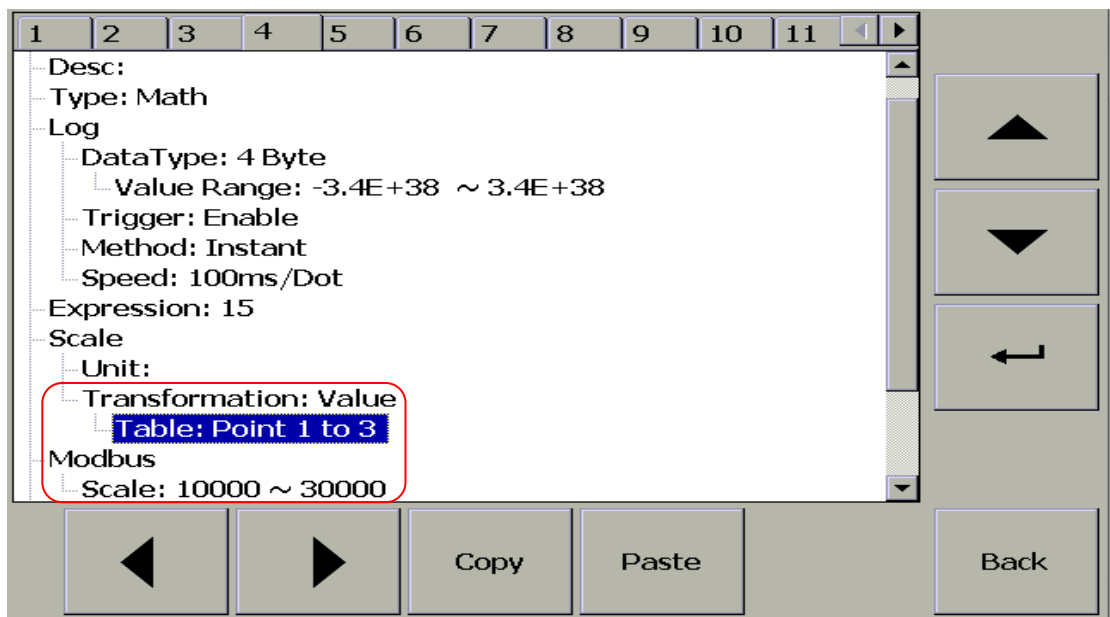 1 2 3 4 5 6 7 8 9 10 11
Desc:
Type: Math
Log
DataType: 4 Byte
Value Range: -3.4E+38 ~ 3.4E+38
Trigger: Enable
Method: Instant
Speed: 100ms/Dot
Expression: 15
Scale
Unit:
Transformation: Value
Table: Point 1 to 3
Modbus
Scale: 10000 ~ 30000
Copy Paste Back